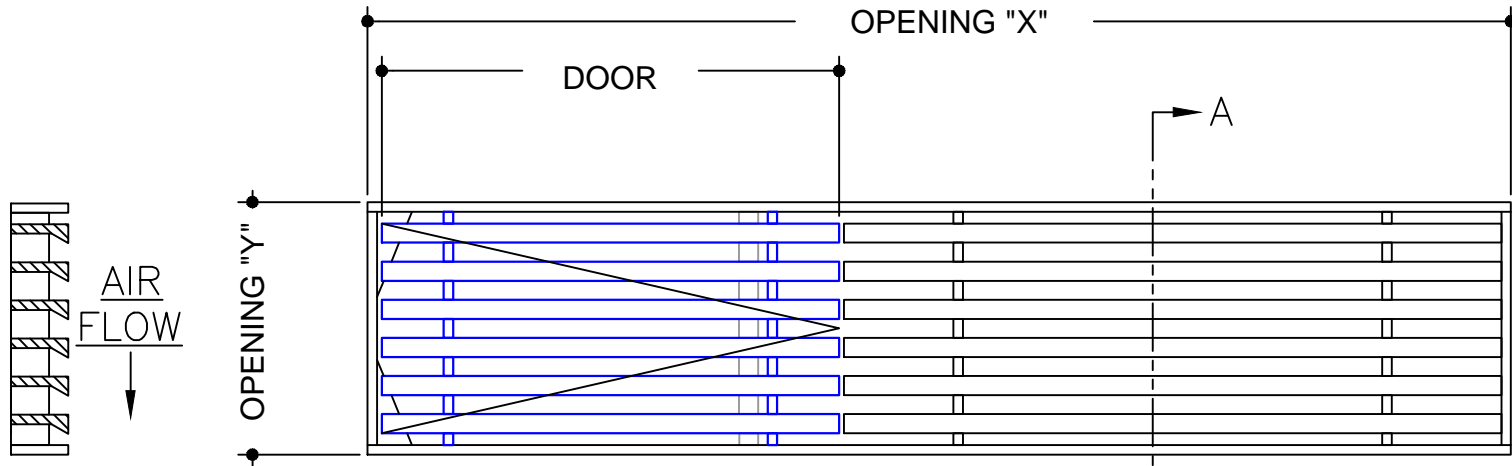 OPENING "X"
DOOR
A
AIR
FLOW
OPENING "Y"